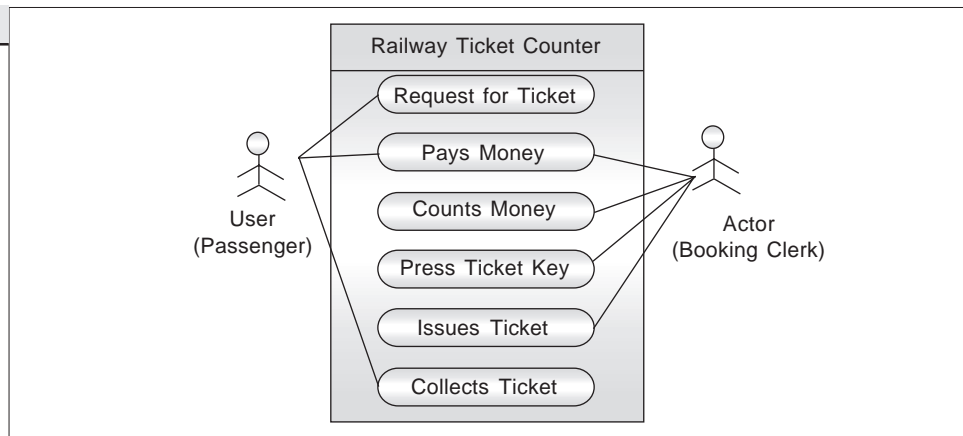 Railway Ticket Counter
Request for Ticket
Pays Money
Counts Money
Press Ticket Key
Issues Ticket
Collects Ticket
User
(Passenger)
Actor
(Booking Clerk)